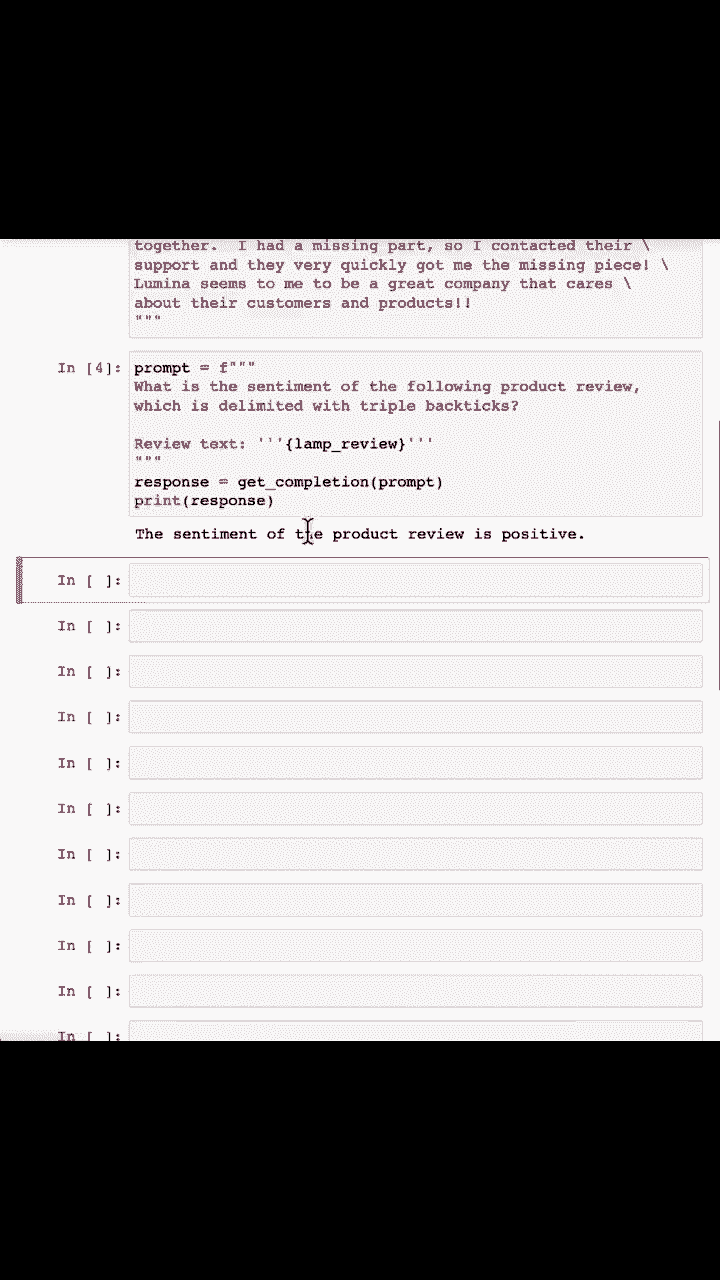 together.  I had a missing part, so I contacted their \
support and they very quickly got me the missing piece! \
Lumina seems to me to be a great company that cares \
about their customers and products!!
"""
In [4]: prompt = f"""
What is the sentiment of the following product review,
which is delimited with triple backticks?
Review text: '''{lamp_review}'''
"""
response = get_completion(prompt)
print(response)
The sentiment of the product review is positive.
In [ ]:
In [ ]:
In [ ]:
In [ ]:
In [ ]:
In [ ]:
In [ ]:
In [ ]:
In [ ]:
In [ ]:
In [ ]: